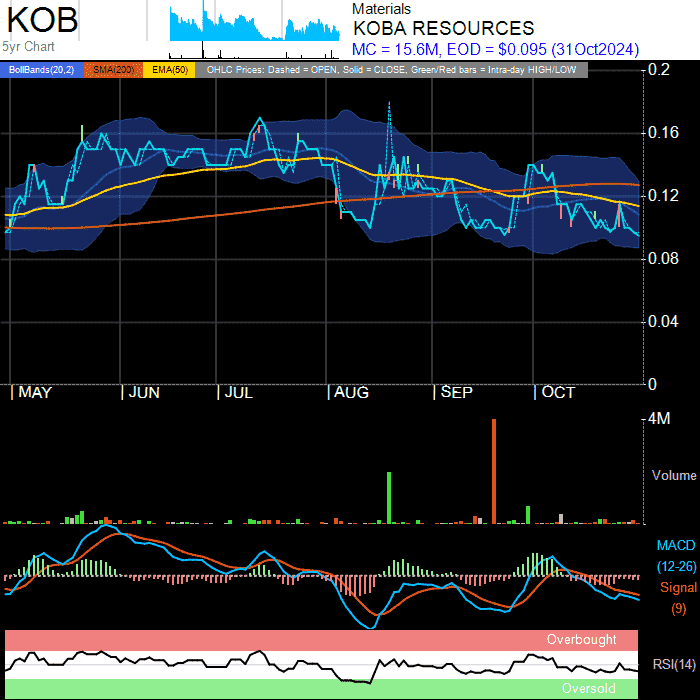 KOB
5yr Chart
Materials
KOBA RESOURCES
MC = 15.6M, EOD = $0.095 (31Oct2024)
BollBands(20,2) SMA(200) EMA(50) OHLC Prices: Dashed = OPEN, Solid = CLOSE, Green/Red bars = Intra-day HIGH/LOW
0.2
0.16
0.12
0.08
0.04
0
MAY JUN JUL AUG SEP OCT
4M
Volume
MACD
(12-26)
Signal
(9)
Overbought
RSI(14)
Oversold